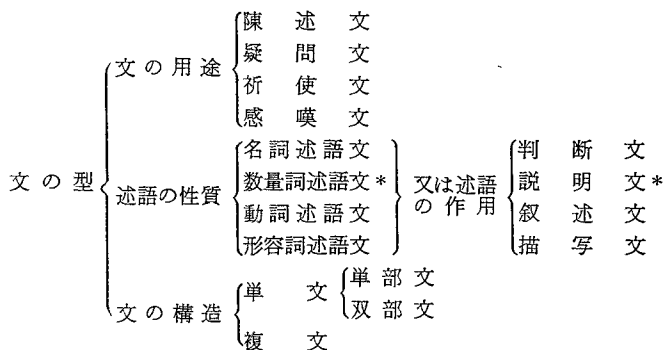 陳述文
文の用途 疑問文
祈使文
感嘆文
名詞述語文 判断文
文の型 述語の性質 数量詞述語文* 又は述語の作用 説明文*
動詞述語文 叙述文
形容詞述語文 描写文
単文 単部文
双部文
文の構造
複文